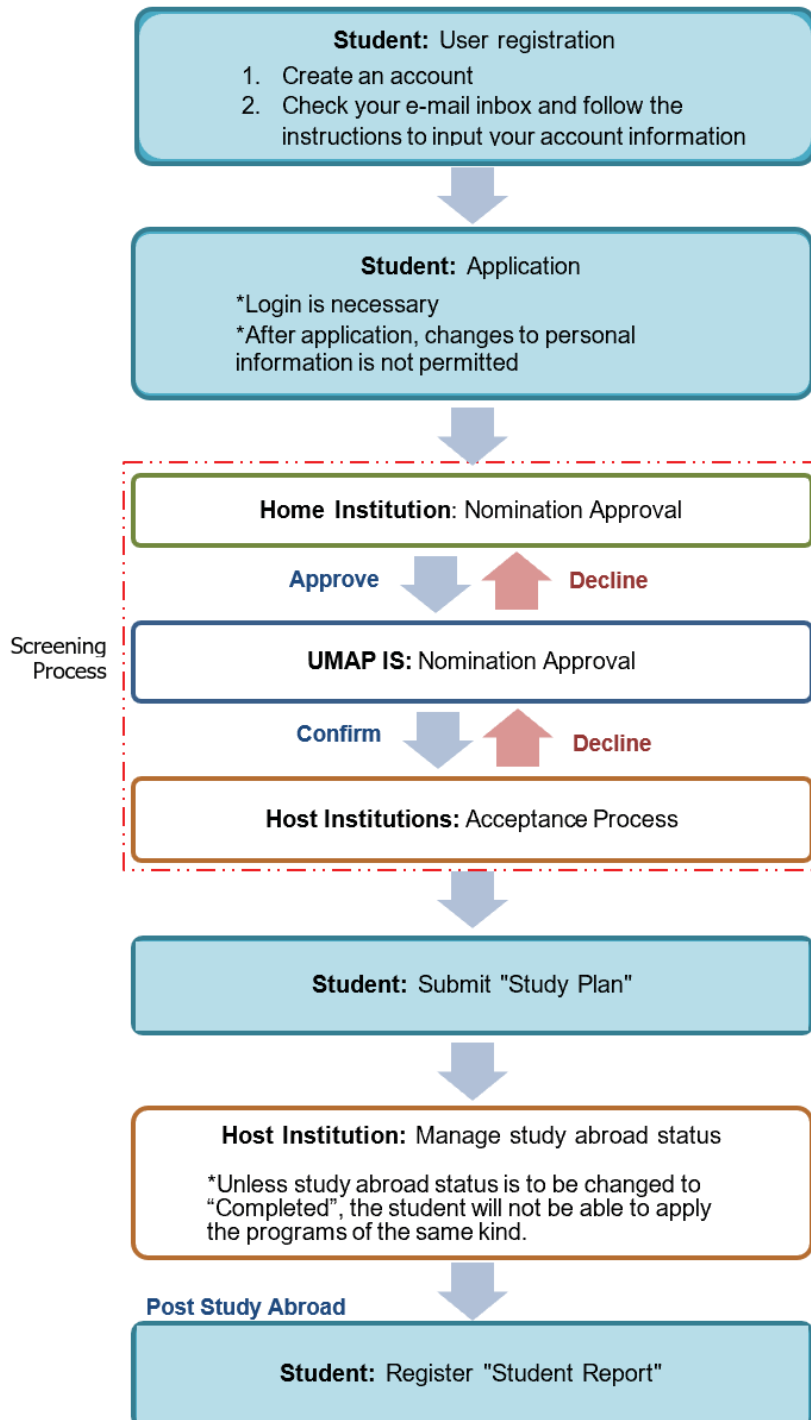 Student: User registration
1. Create an account
2. Check your e-mail inbox and follow the
instructions to input your account information
Student: Application
*Login is necessary
*After application, changes to personal
information is not permitted
Home Institution: Nomination Approval
Approve
Decline
Screening
Process
UMAP IS: Nomination Approval
Confirm
Decline
Host Institutions: Acceptance Process
Student: Submit "Study Plan"
Host Institution: Manage study abroad status
*Unless study abroad status is to be changed to
“Completed”, the student will not be able to apply
the programs of the same kind.
Post Study Abroad
Student: Register "Student Report"